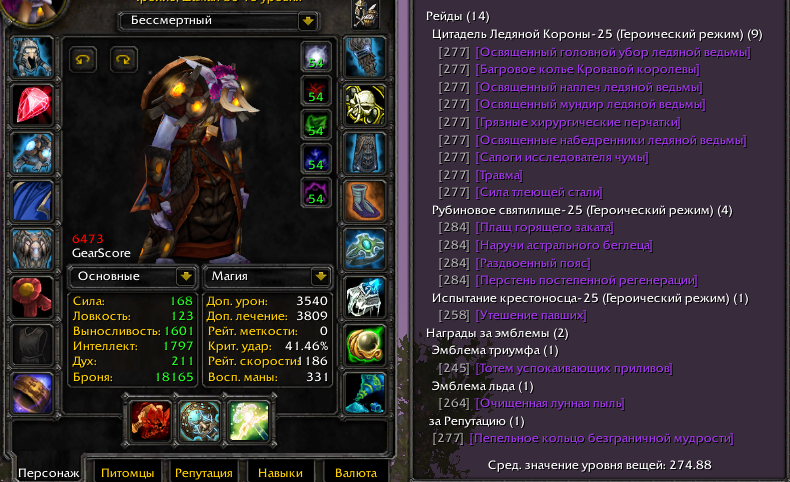 Бессмертный
54
54
54
54
54
6473
GearScore
Основные
Магия
Сила: 168
Ловкость: 123
Выносливость: 1601
Интеллект: 1797
Дух: 211
Броня: 18165
Доп. урон: 3540
Доп. лечение: 3809
Рейт. меткости: 0
Крит. удар: 41.46%
Рейт. скорости: 1186
Восп. маны: 331
Персонаж
Питомцы
Репутация
Навыки
Валюта
Рейды (14)
Цитадель Ледяной Короны-25 (Героический режим) (9)
[277] [Освященный головной убор ледяной ведьмы]
[277] [Багровое колье Кровавой королевы]
[277] [Освященный наплеч ледяной ведьмы]
[277] [Освященный мундир ледяной ведьмы]
[277] [Грязные хирургические перчатки]
[277] [Освященные набедренники ледяной ведьмы]
[277] [Сапоги исследователя чумы]
[277] [Травма]
[277] [Сила тлеющей стали]
Рубиновое святилище-25 (Героический режим) (4)
[284] [Плащ горящего заката]
[284] [Наручи астрального беглеца]
[284] [Раздвоенный пояс]
[284] [Перстень постепенной регенерации]
Испытание крестоносца-25 (Героический режим) (1)
[258] [Утешение павших]
Награды за эмблемы (2)
Эмблема триумфа (1)
[245] [Тотем успокаивающих приливов]
Эмблема льда (1)
[264] [Очищенная лунная пыль]
за Репутацию (1)
[277] [Пепельное кольцо безграничной мудрости]
Сред. значение уровня вещей: 274.88